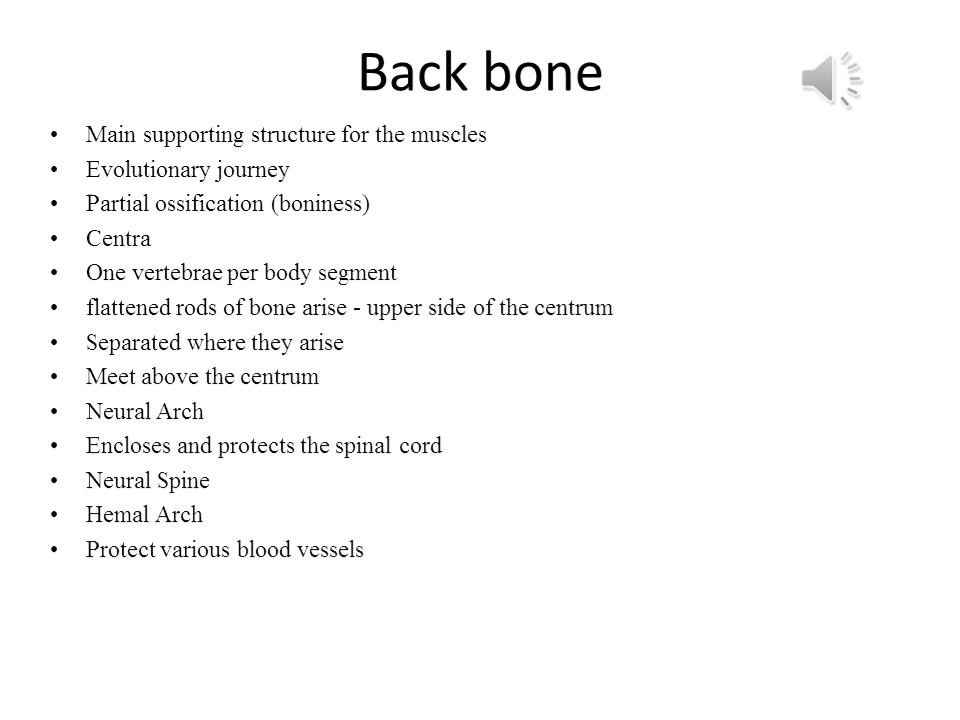 Back bone
• Main supporting structure for the muscles
• Evolutionary journey
• Partial ossification (boniness)
• Centra
• One vertebrae per body segment
• flattened rods of bone arise - upper side of the centrum
• Separated where they arise
• Meet above the centrum
• Neural Arch
• Encloses and protects the spinal cord
• Neural Spine
• Hemal Arch
• Protect various blood vessels